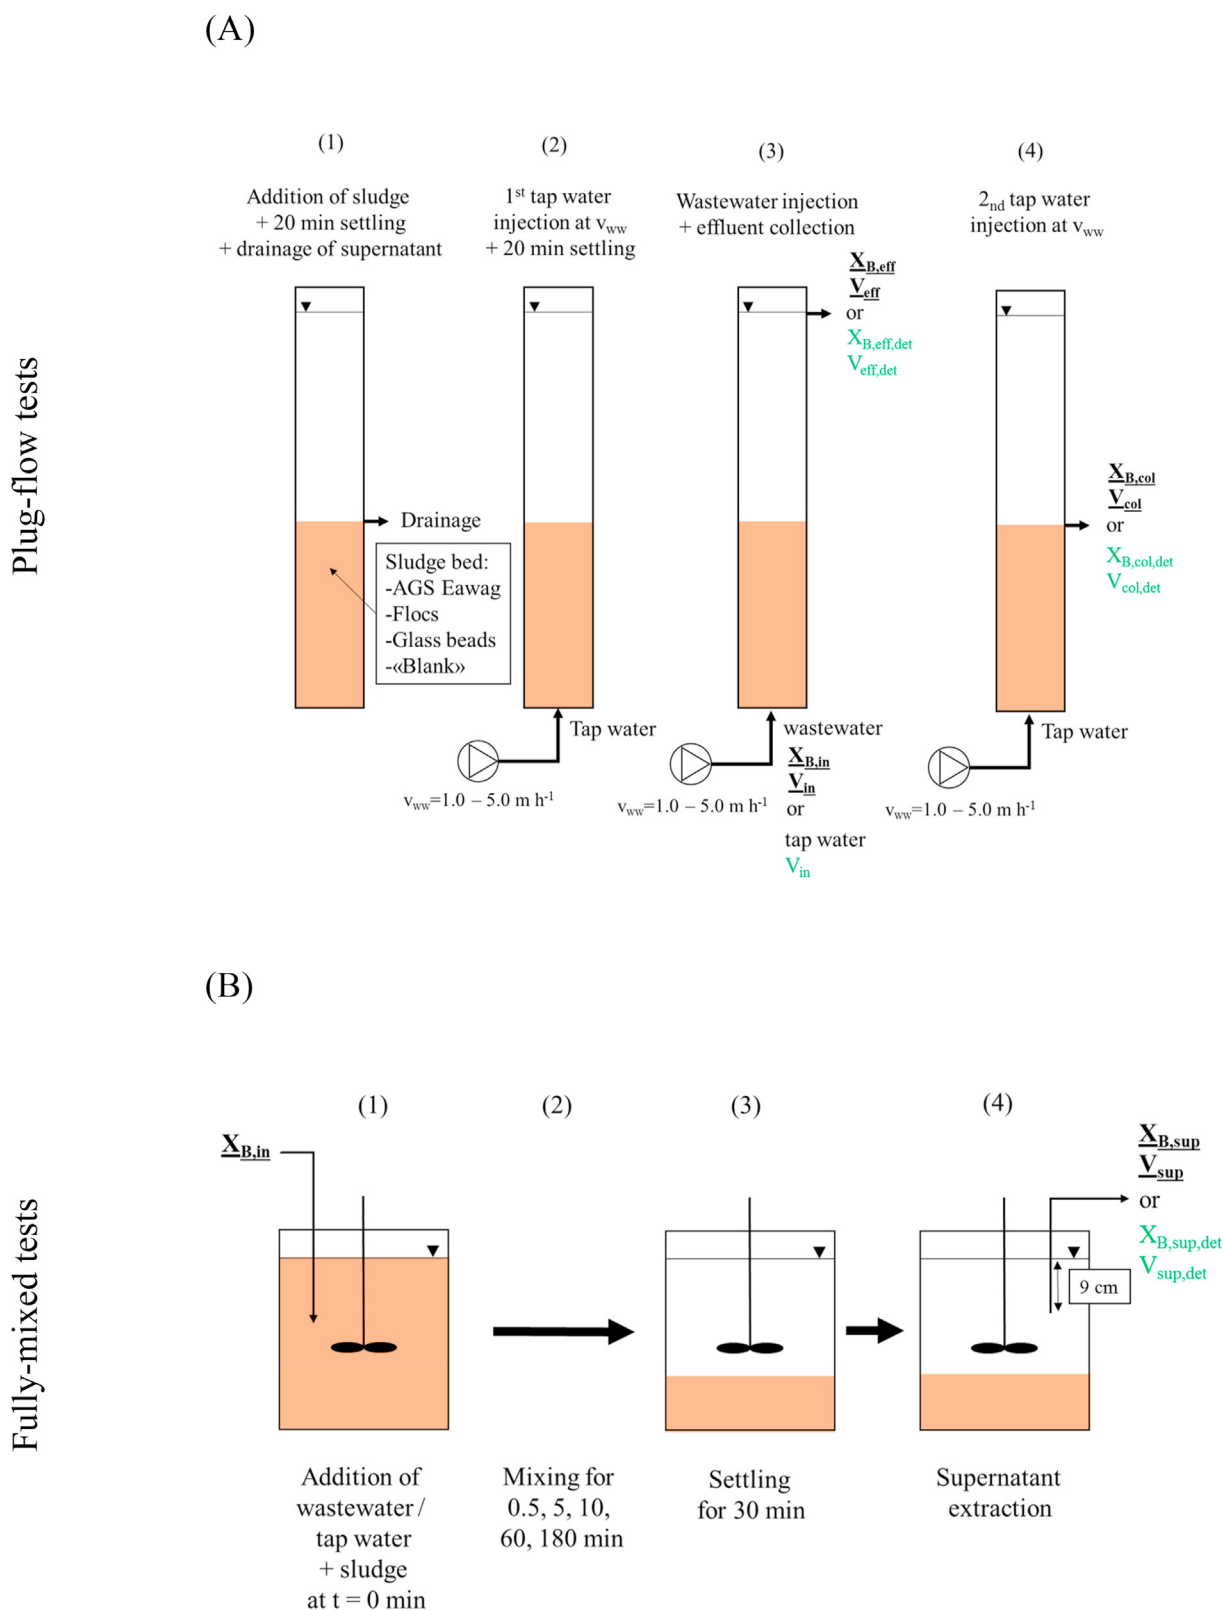 (A)
Plug-flow tests
(1)
Addition of sludge
+ 20 min settling
+ drainage of supernatant
(2)
1st tap water
injection at vww
+ 20 min settling
(3)
Wastewater injection
+ effluent collection
(4)
2nd tap water
injection at vww
XB,eff
Veff
or
XB,eff,det
Veff,det
Drainage
Sludge bed:
-AGS Eawag
-Flocs
-Glass beads
-«Blank»
XB,col
Vcol
or
XB,col,det
Vcol,det
Tap water
vww=1.0 – 5.0 m h-1
wastewater
XB,in
Vin
or
tap water
Vin
vww=1.0 – 5.0 m h-1
Tap water
vww=1.0 – 5.0 m h-1
(B)
Fully-mixed tests
(1)
(2)
(3)
(4)
XB,in
XB,sup
Vsup
or
XB,sup,det
Vsup,det
9 cm
Addition of
wastewater /
tap water
+ sludge
at t = 0 min
Mixing for
0.5, 5, 10,
60, 180 min
Settling
for 30 min
Supernatant
extraction